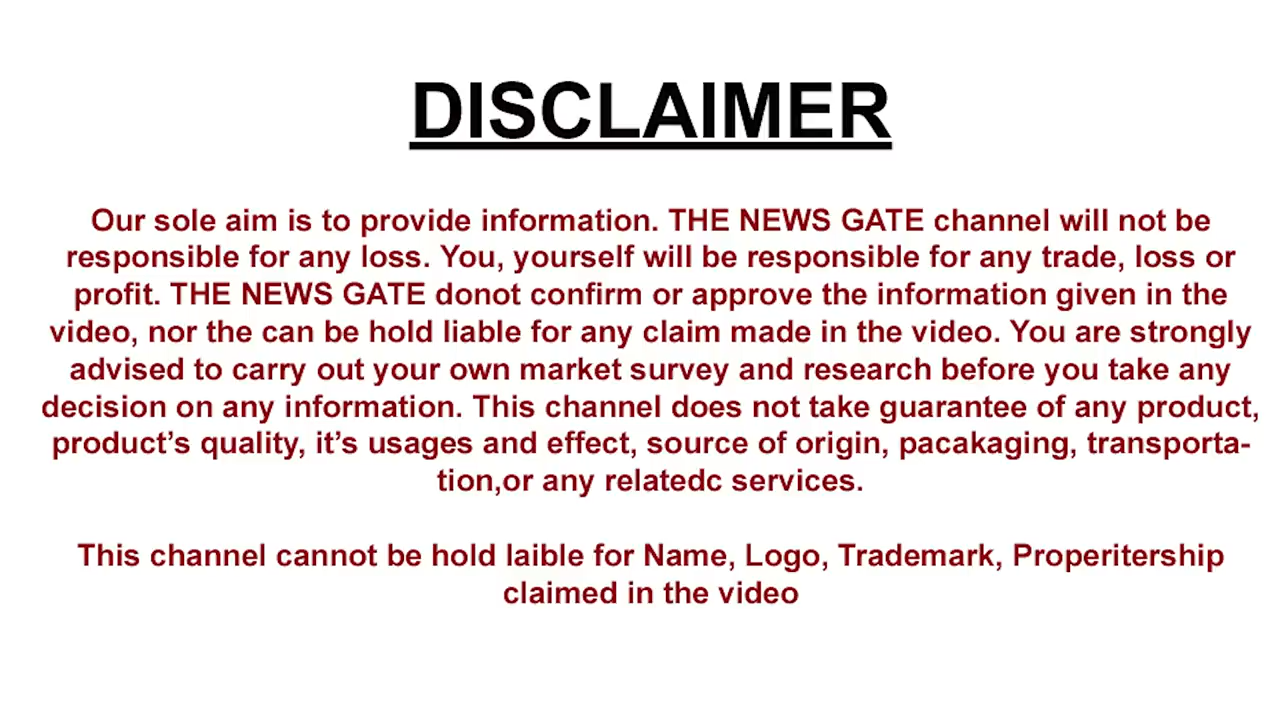 DISCLAIMER
Our sole aim is to provide information. THE NEWS GATE channel will not be
responsible for any loss. You, yourself will be responsible for any trade, loss or
profit. THE NEWS GATE donot confirm or approve the information given in the
video, nor the can be hold liable for any claim made in the video. You are strongly
advised to carry out your own market survey and research before you take any
decision on any information. This channel does not take guarantee of any product,
product’s quality, it’s usages and effect, source of origin, pacakaging, transporta-
tion,or any relatedc services.
This channel cannot be hold laible for Name, Logo, Trademark, Properitership
claimed in the video